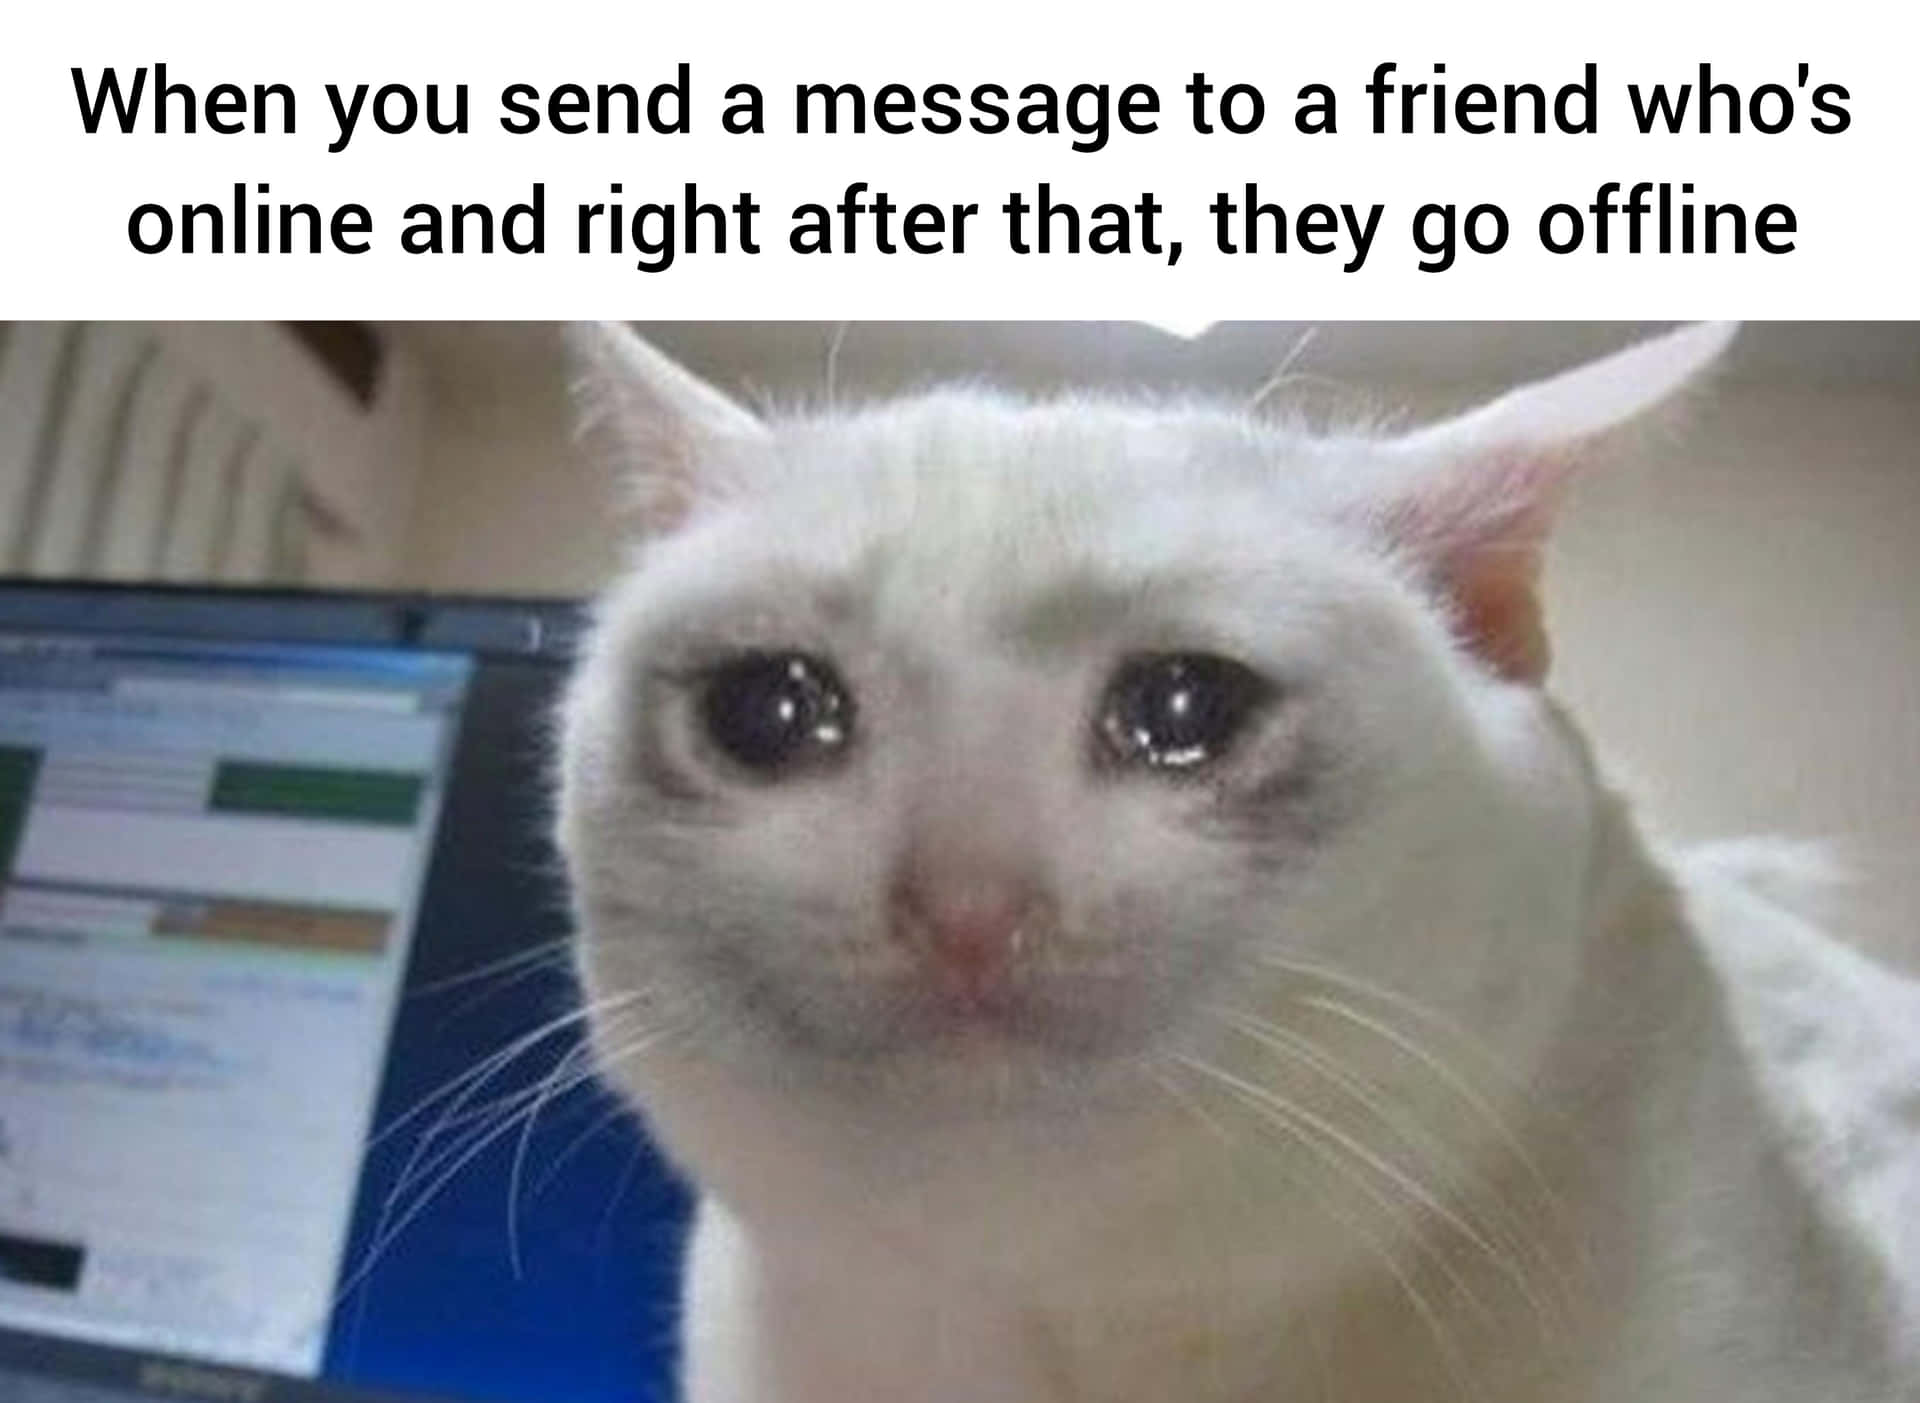 When you send a message to a friend who's
online and right after that, they go offline